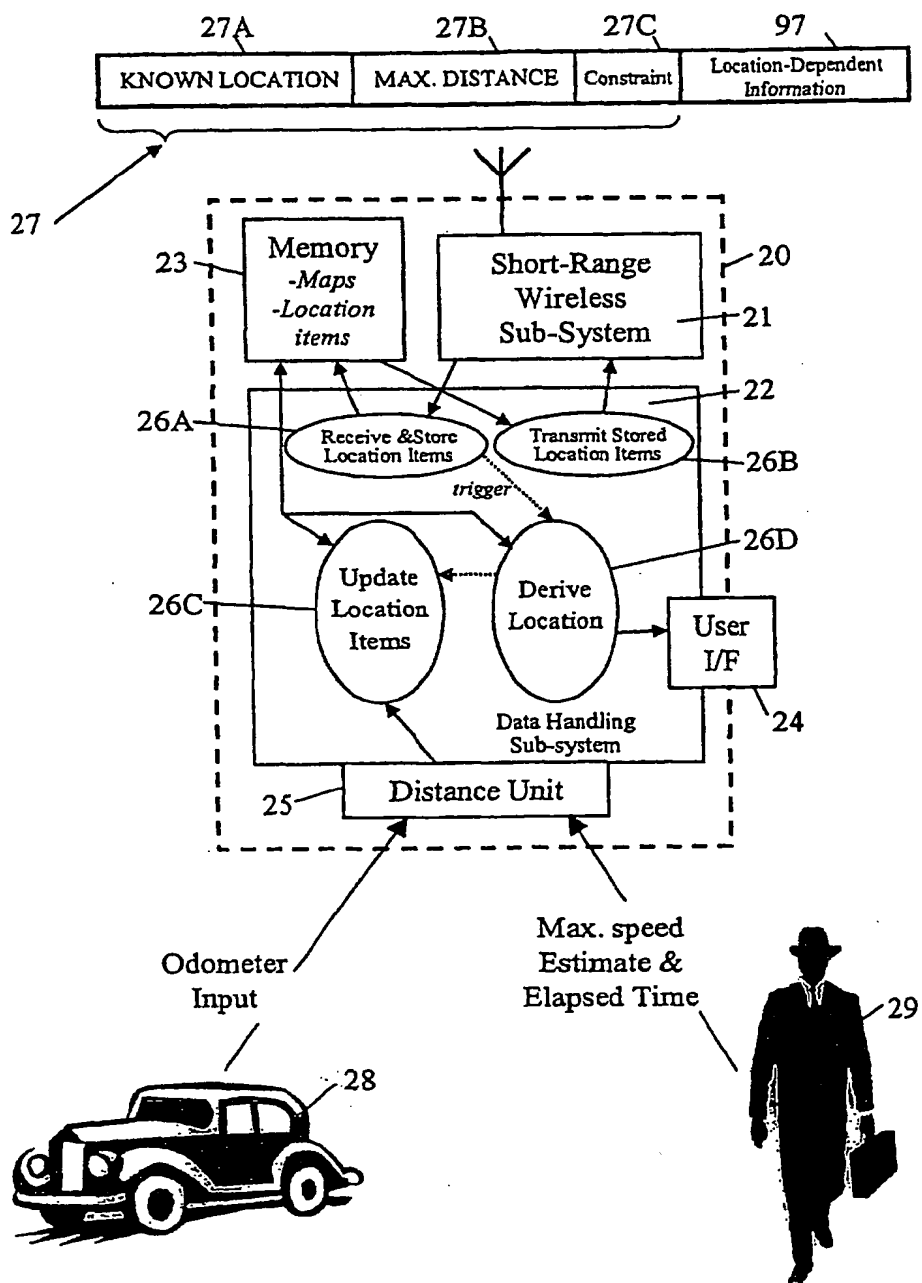 27A 27B 27C 97
KNOWN LOCATION MAX. DISTANCE Constraint Location-Dependent
Information
27
23
Memory
-Maps
-Location
items
Short-Range
Wireless
Sub-System
20
21
22
26A
Receive &Store
Location Items
Transmit Stored
Location Items
26B
trigger
26D
26C
Update
Location
Items
Derive
Location
User
I/F
24
Data Handling
Sub-system
25
Distance Unit
Odometer
Input
Max. speed
Estimate &
Elapsed Time
28
29